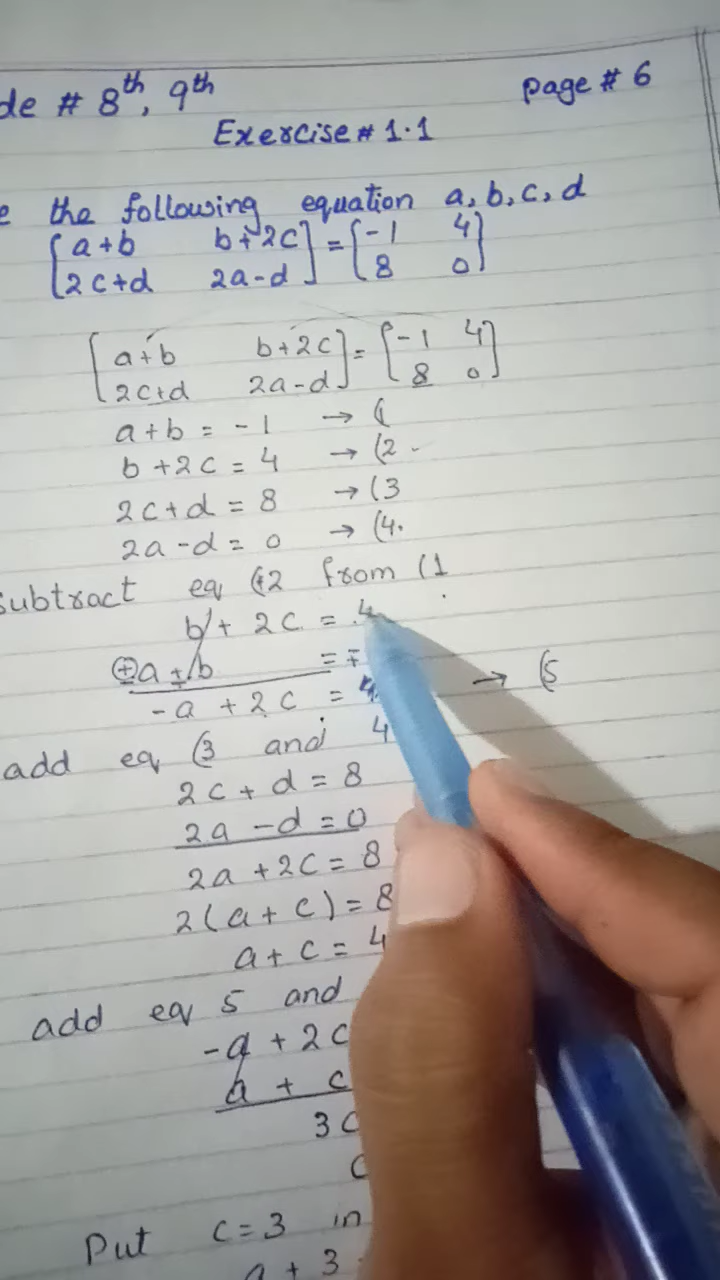 de # 8th, 9th page # 6
Exercise # 1.1
e the following equation a, b, c, d
[a+b b+2c] = [-1 4]
[2c+d 2a-d] [8 0]
[a+b b+2c] = [-1 4]
[2c+d 2a-d] [8 0]
a+b = -1 → (1
b+2c = 4 → (2
2c+d = 8 → (3
2a-d = 0 → (4.
subtract eq (2 from (1
b + 2c = 4
±a ± b = ∓
-a + 2c = → (5
add eq (3 and 4
2c + d = 8
2a - d = 0
2a + 2c = 8
2(a + c) = 8
a + c = 4
add eq 5 and
-a + 2c
a + c
3c
c
Put c = 3 in
a + 3